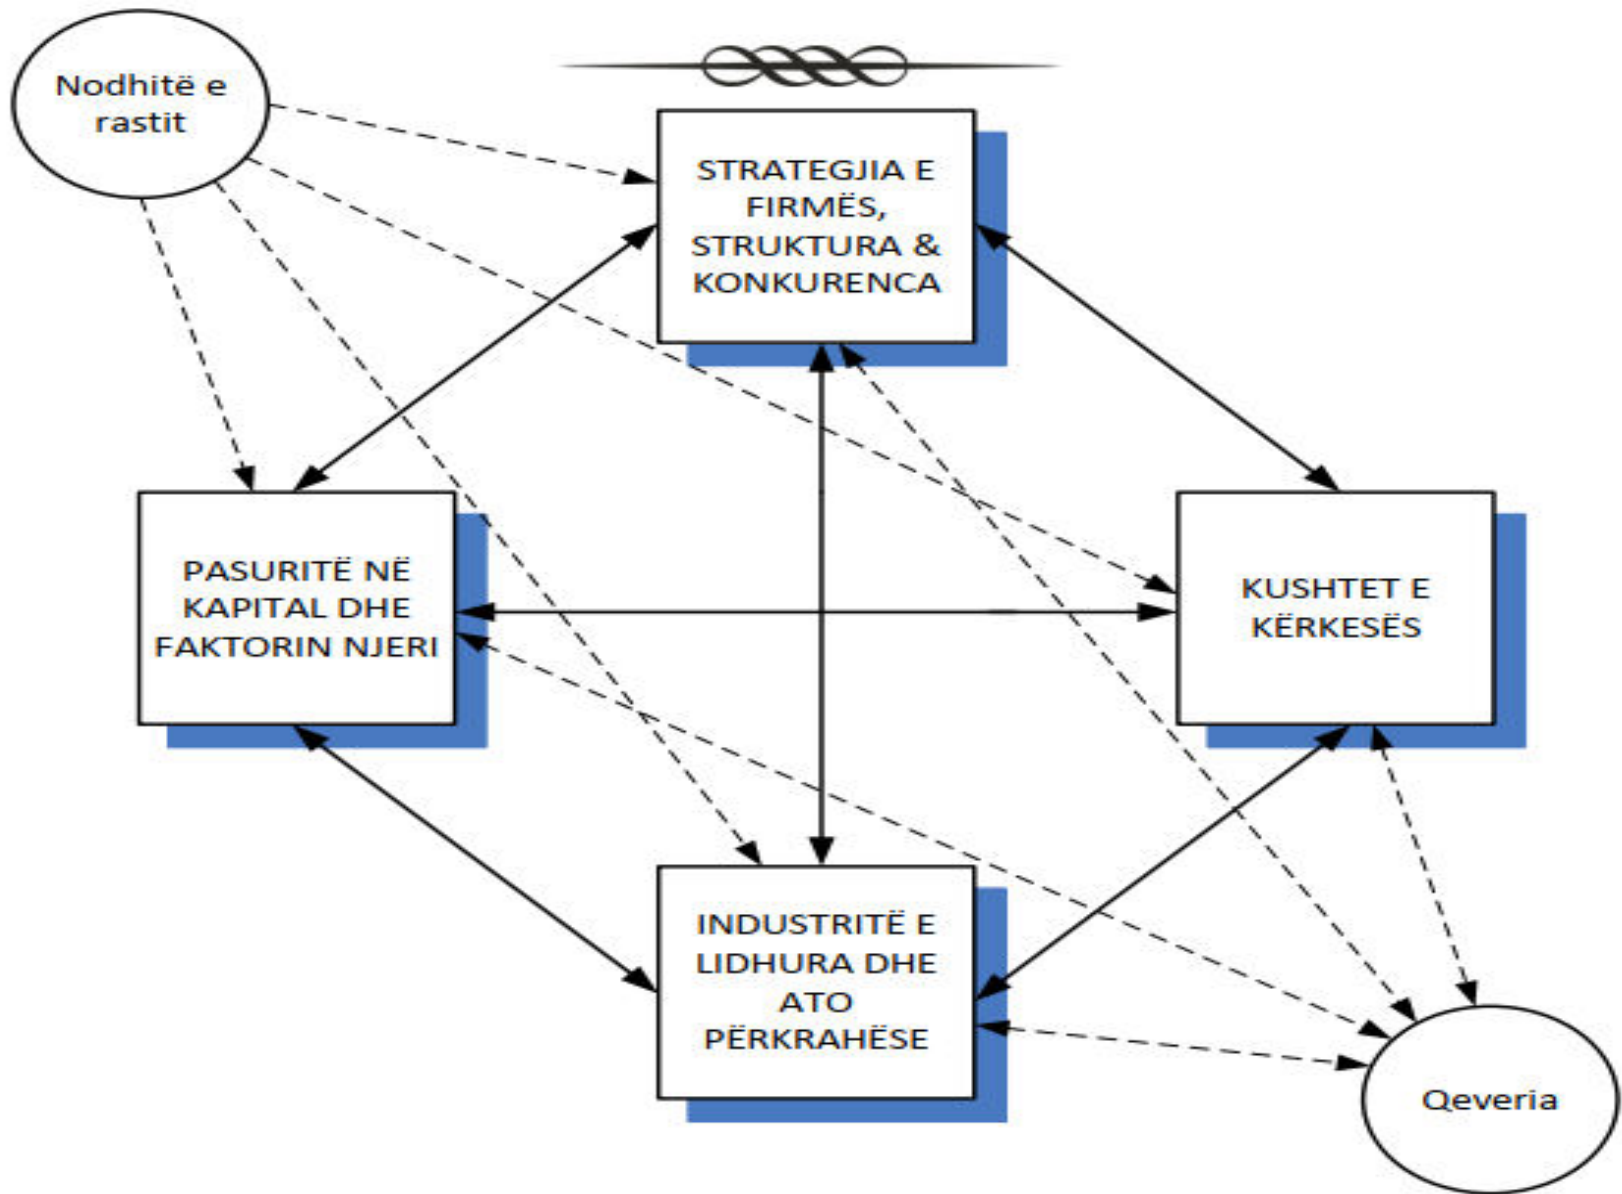 Nodhitë e
rastit
STRATEGJIA E
FIRMËS,
STRUKTURA &
KONKURENCA
PASURITË NË
KAPITAL DHE
FAKTORIN NJERI
KUSHTET E
KËRKESËS
INDUSTRITË E
LIDHURA DHE
ATO
PËRKRAHËSE
Qeveria